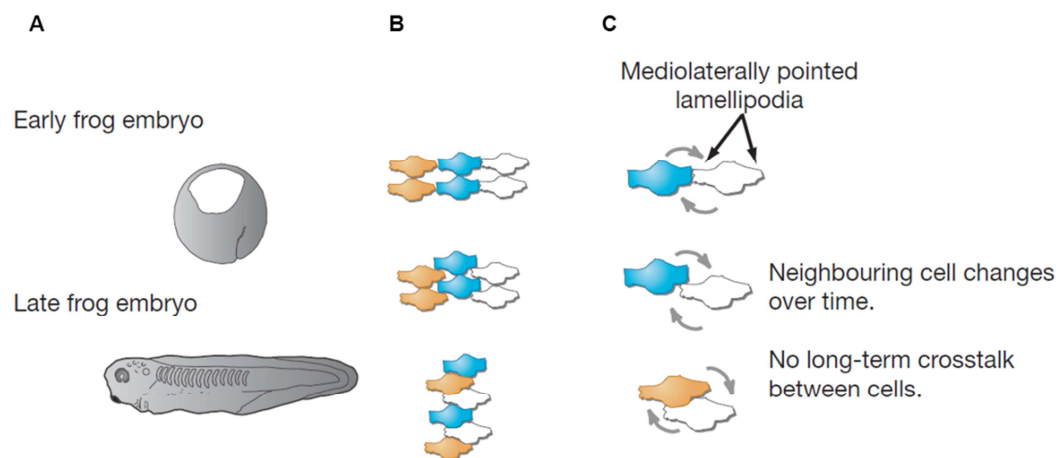 A
B
C
Early frog embryo
Late frog embryo
Mediolaterally pointed
lamellipodia
Neighbouring cell changes
over time.
No long-term crosstalk
between cells.